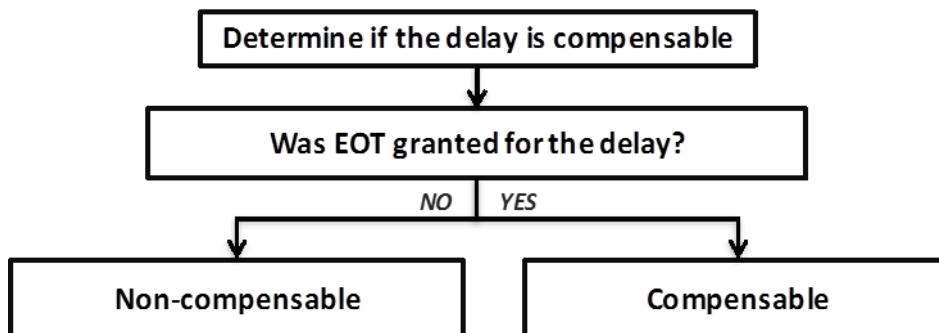 Determine if the delay is compensable
Was EOT granted for the delay?
NO YES
Non-compensable
Compensable